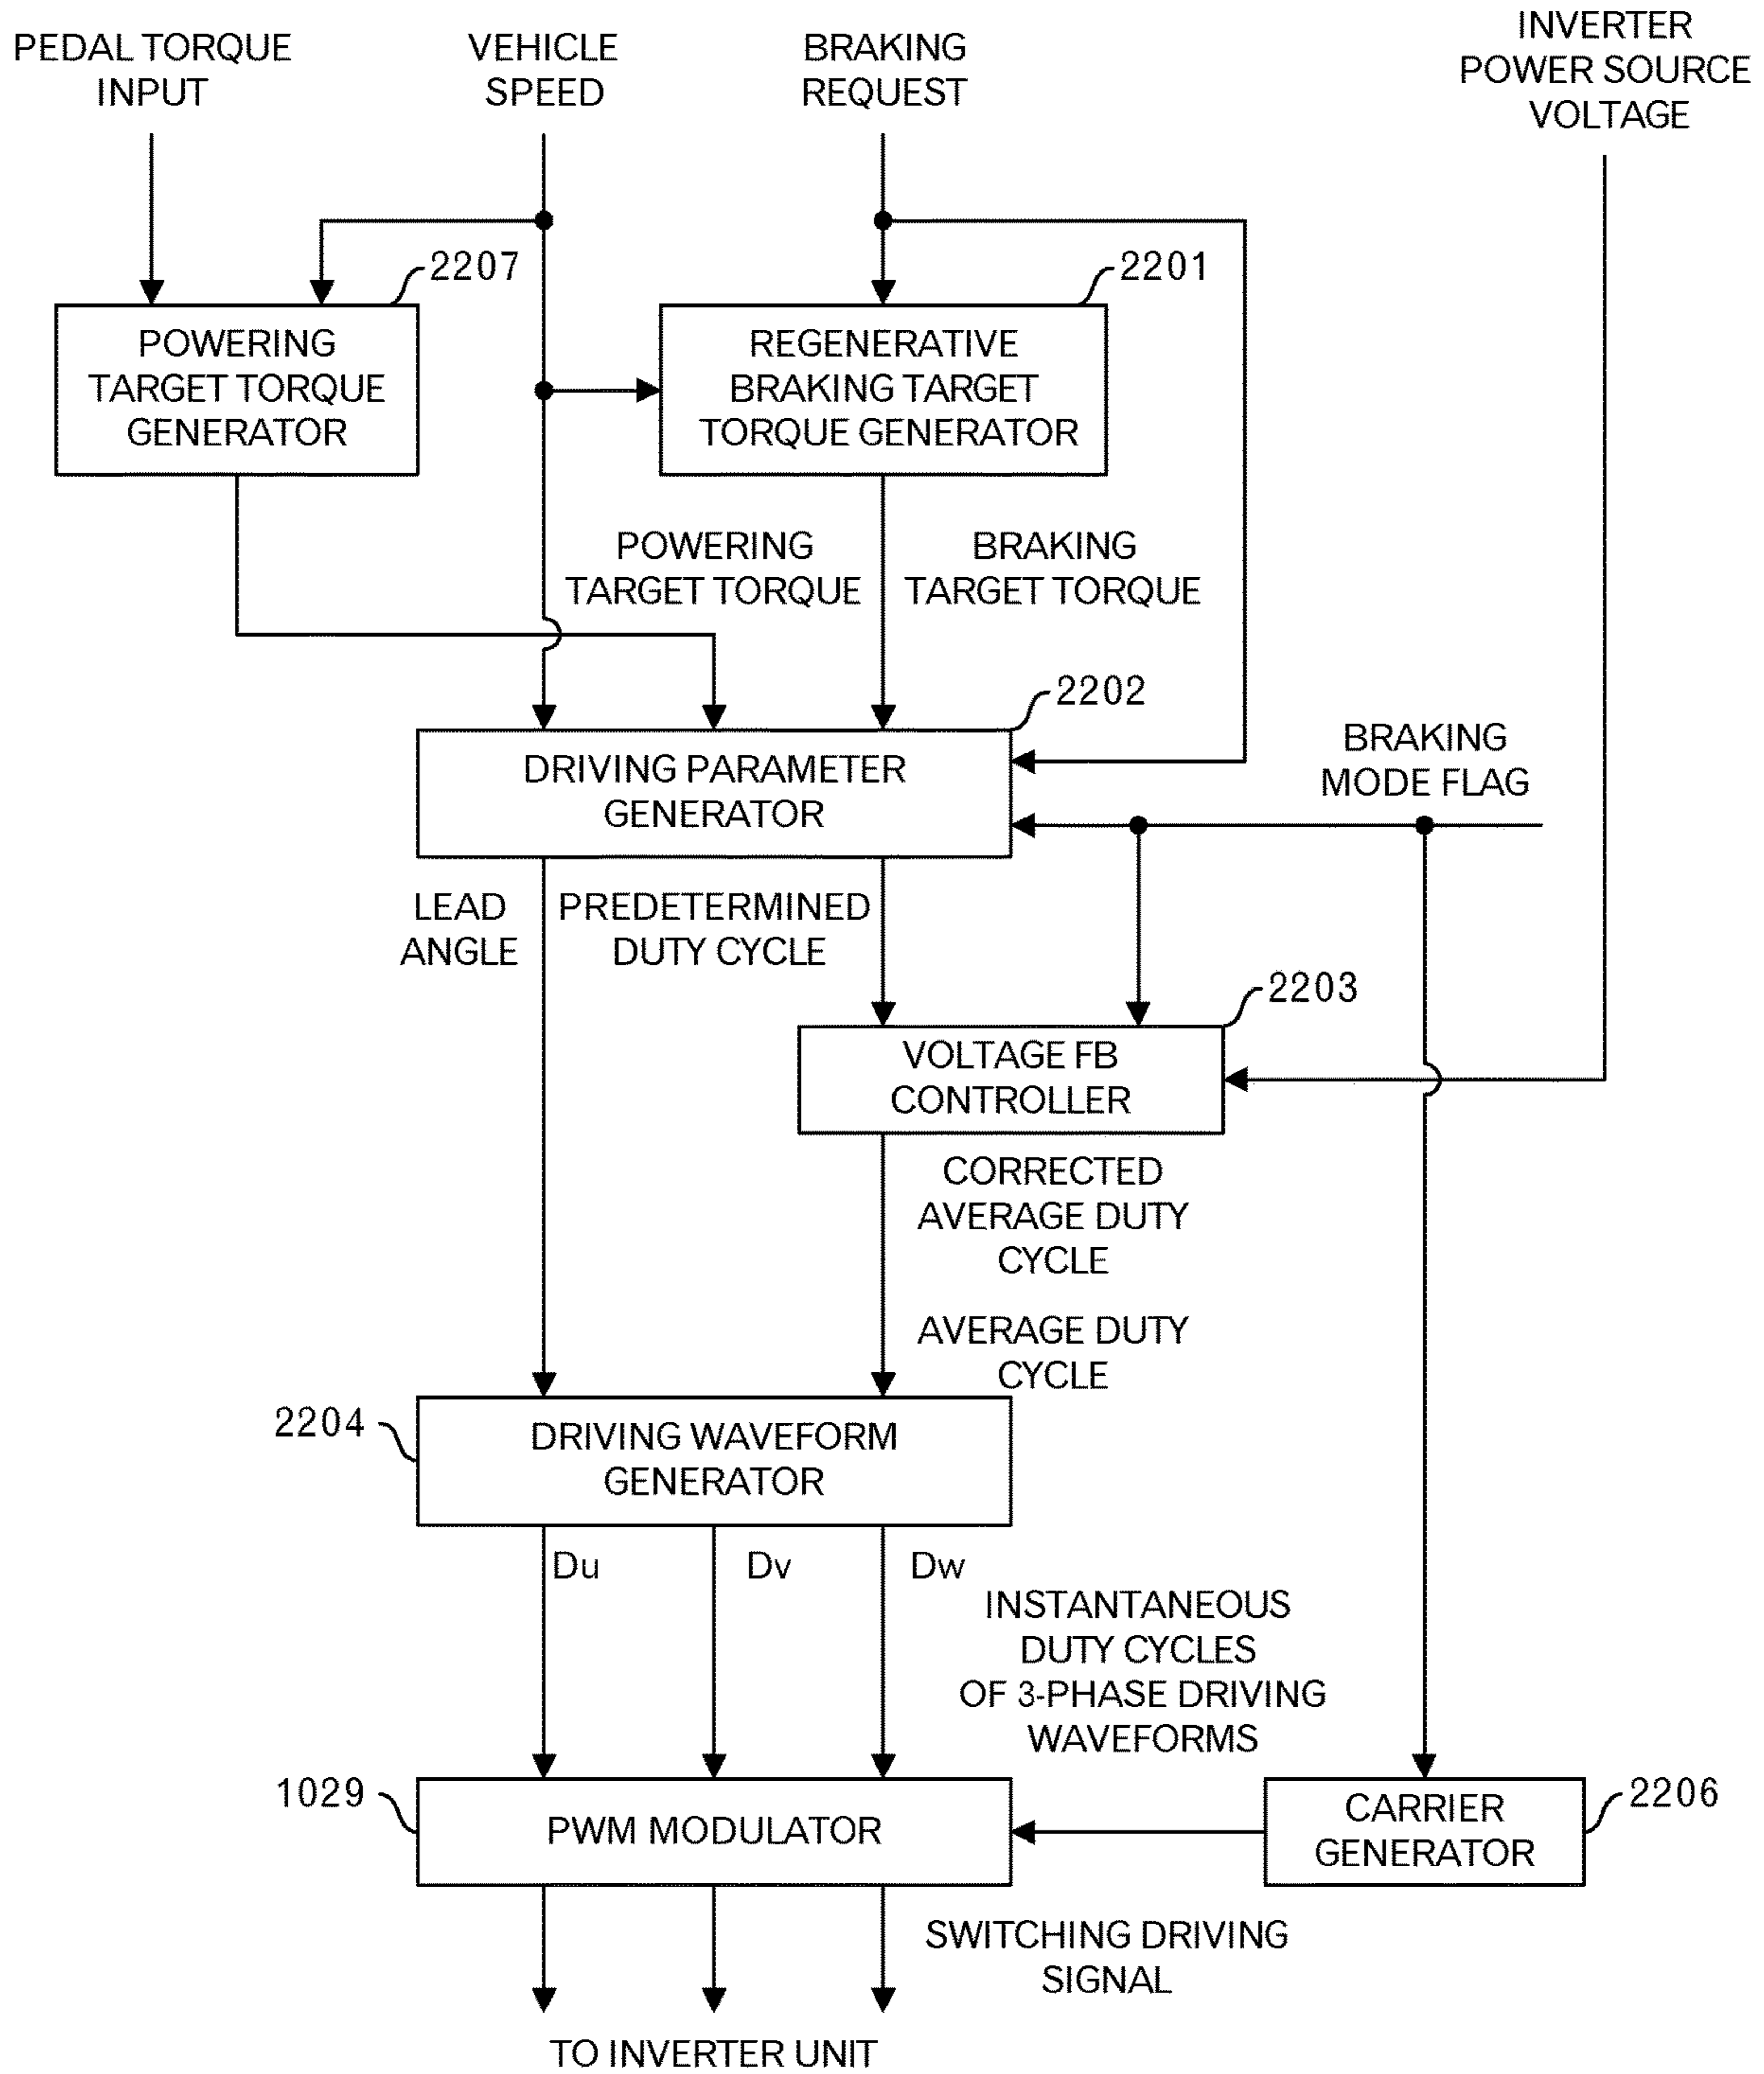 PEDAL TORQUE
INPUT
VEHICLE
SPEED
BRAKING
REQUEST
INVERTER
POWER SOURCE
VOLTAGE
2207
2201
POWERING
TARGET TORQUE
GENERATOR
REGENERATIVE
BRAKING TARGET
TORQUE GENERATOR
POWERING
TARGET TORQUE
BRAKING
TARGET TORQUE
2202
DRIVING PARAMETER
GENERATOR
BRAKING
MODE FLAG
LEAD
ANGLE
PREDETERMINED
DUTY CYCLE
2203
VOLTAGE FB
CONTROLLER
CORRECTED
AVERAGE DUTY
CYCLE
AVERAGE DUTY
CYCLE
2204
DRIVING WAVEFORM
GENERATOR
Du
Dv
Dw
INSTANTANEOUS
DUTY CYCLES
OF 3-PHASE DRIVING
WAVEFORMS
1029
PWM MODULATOR
CARRIER
GENERATOR
2206
SWITCHING DRIVING
SIGNAL
TO INVERTER UNIT